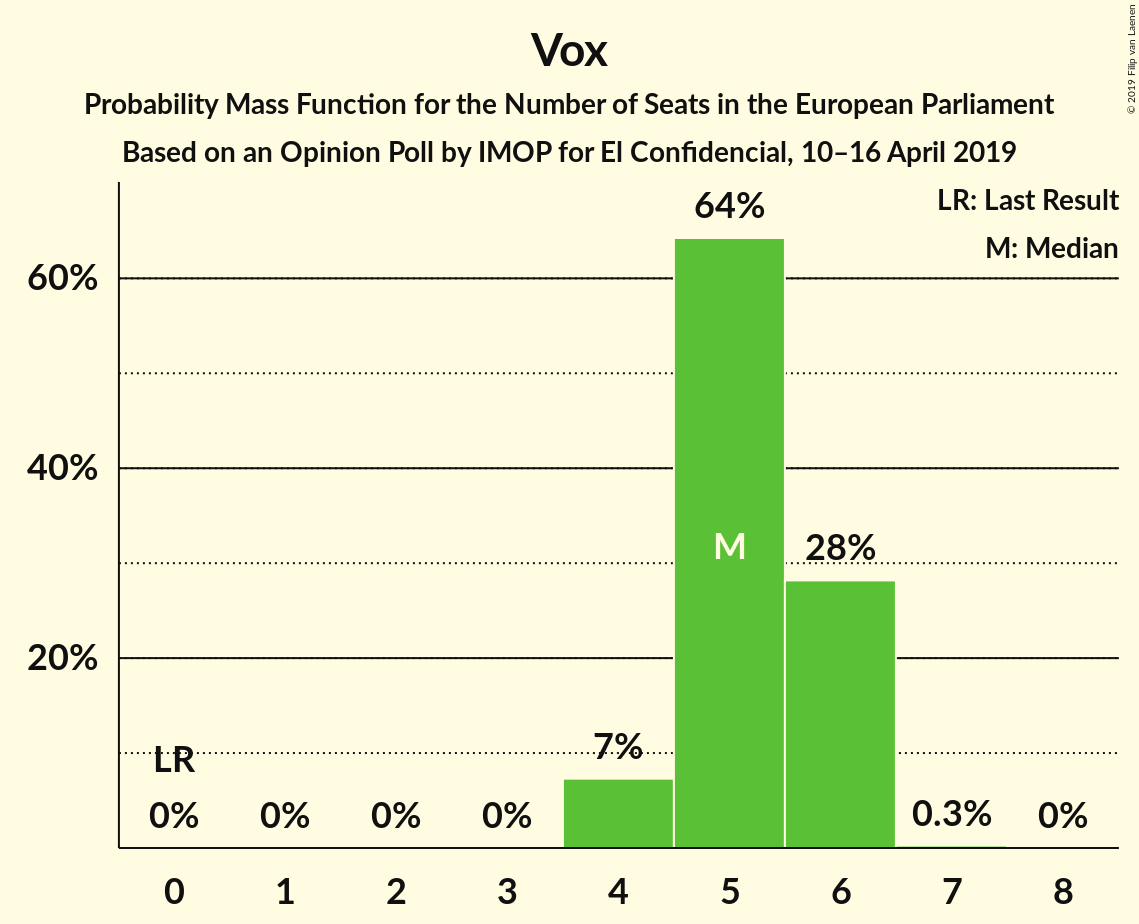 Vox
Probability Mass Function for the Number of Seats in the European Parliament
Based on an Opinion Poll by IMOP for El Confidencial, 10–16 April 2019
© 2019 Filip van Laenen
LR: Last Result
M: Median
60%
40%
20%
LR
0%
0%
0%
0%
7%
64%
M
28%
0.3%
0%
0 1 2 3 4 5 6 7 8